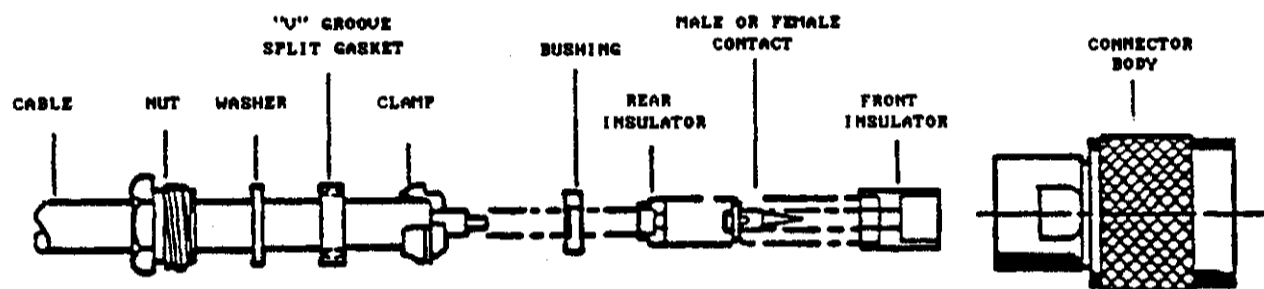 "V" GROOVE
SPLIT GASKET
MALE OR FEMALE
CONTACT
BUSHING
CONNECTOR
BODY
CABLE
NUT
WASHER
CLAMP
REAR
INSULATOR
FRONT
INSULATOR